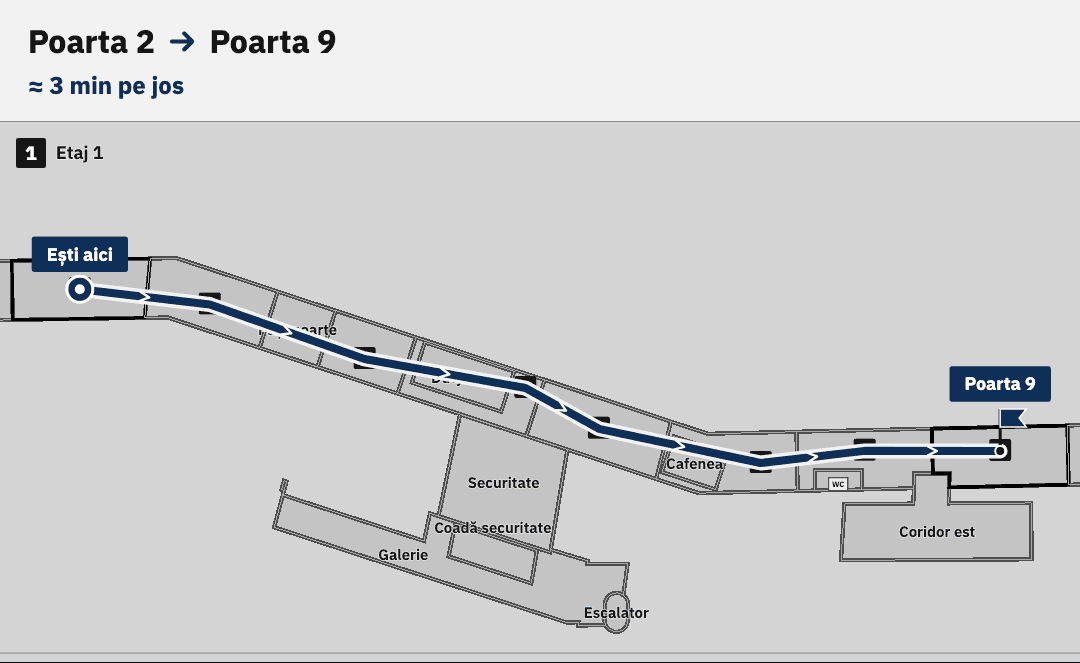 Poarta 2 → Poarta 9
≈ 3 min pe jos
1 Etaj 1
Ești aici
Poarta 9
Cafenea
Securitate
WC
Coadă securitate
Coridor est
Galerie
Escalator